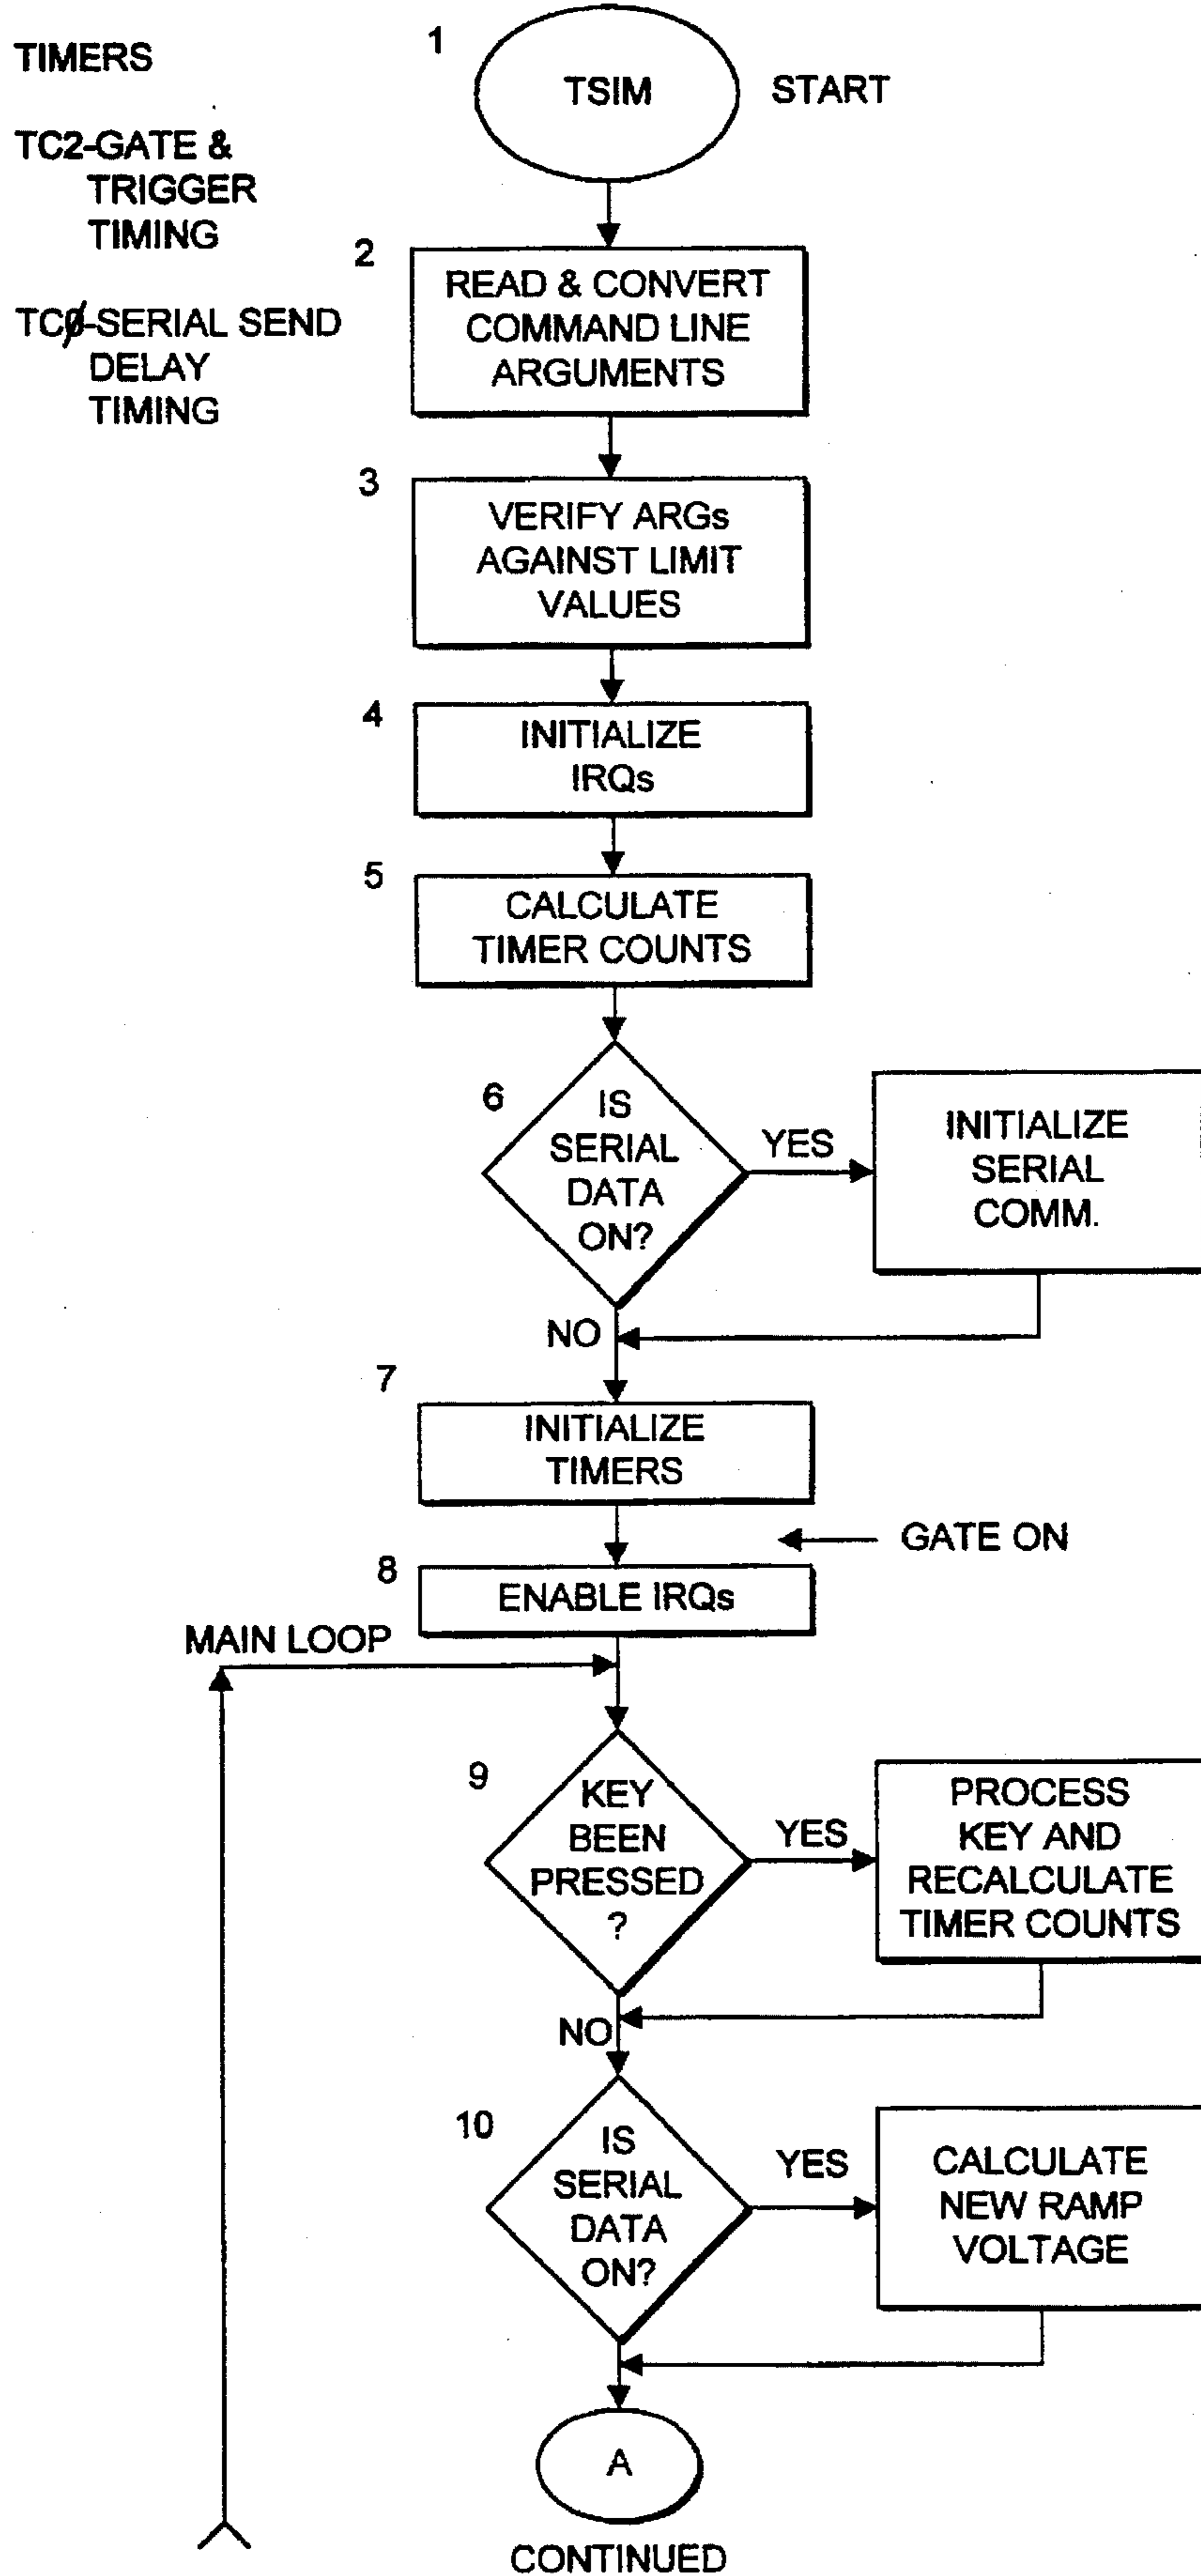 TIMERS
TC2-GATE &
TRIGGER
TIMING
TCØ-SERIAL SEND
DELAY
TIMING
1
TSIM
START
2
READ & CONVERT
COMMAND LINE
ARGUMENTS
3
VERIFY ARGs
AGAINST LIMIT
VALUES
4
INITIALIZE
IRQs
5
CALCULATE
TIMER COUNTS
6
IS
SERIAL
DATA
ON?
YES
INITIALIZE
SERIAL
COMM.
NO
7
INITIALIZE
TIMERS
GATE ON
8
ENABLE IRQs
MAIN LOOP
9
KEY
BEEN
PRESSED
?
YES
PROCESS
KEY AND
RECALCULATE
TIMER COUNTS
NO
10
IS
SERIAL
DATA
ON?
YES
CALCULATE
NEW RAMP
VOLTAGE
A
CONTINUED